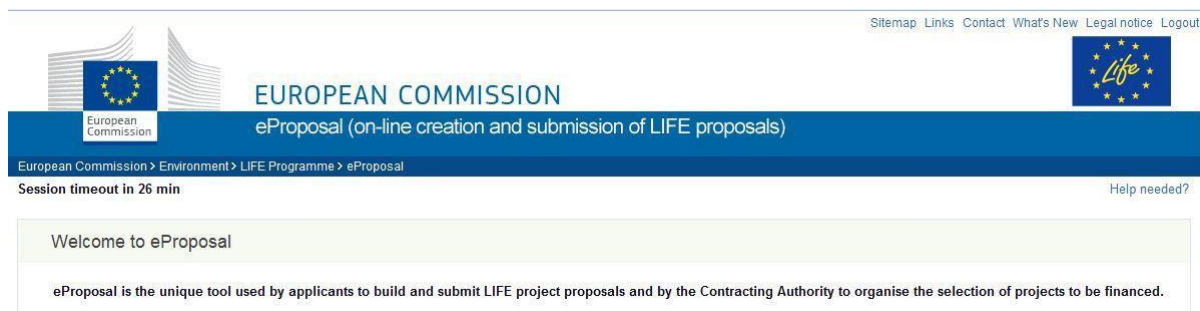 Sitemap Links Contact What's New Legal notice Logout
Life
EUROPEAN COMMISSION
European
Commission
eProposal (on-line creation and submission of LIFE proposals)
European Commission > Environment > LIFE Programme > eProposal
Session timeout in 26 min
Help needed?
Welcome to eProposal
eProposal is the unique tool used by applicants to build and submit LIFE project proposals and by the Contracting Authority to organise the selection of projects to be financed.